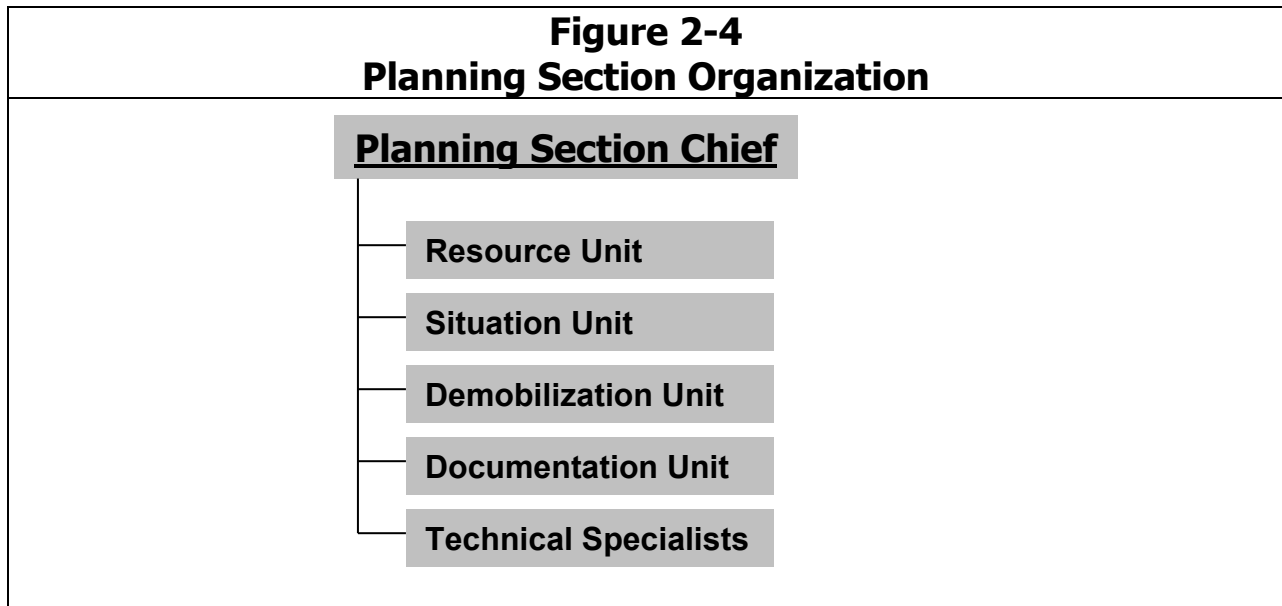 Figure 2-4
Planning Section Organization
Planning Section Chief
Resource Unit
Situation Unit
Demobilization Unit
Documentation Unit
Technical Specialists